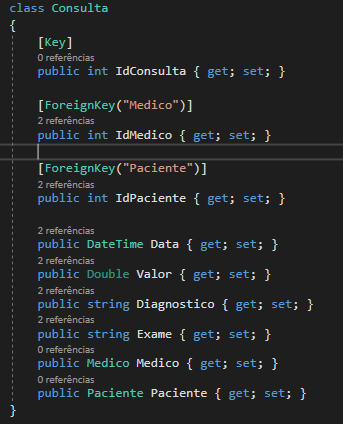 class Consulta
{
[Key]
0 referências
public int IdConsulta { get; set; }
[ForeignKey("Medico")]
2 referências
public int IdMedico { get; set; }
[ForeignKey("Paciente")]
2 referências
public int IdPaciente { get; set; }
2 referências
public DateTime Data { get; set; }
2 referências
public Double Valor { get; set; }
2 referências
public string Diagnostico { get; set; }
2 referências
public string Exame { get; set; }
0 referências
public Medico Medico { get; set; }
0 referências
public Paciente Paciente { get; set; }
}